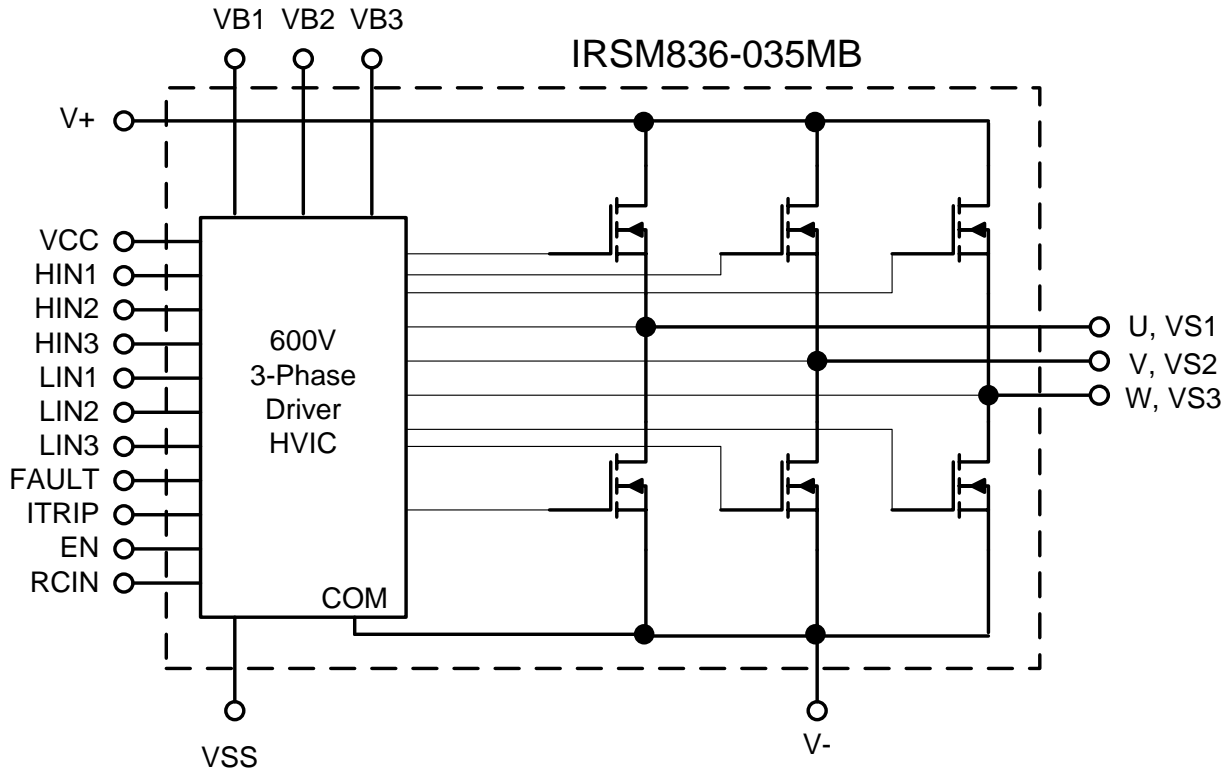 VB1 VB2 VB3
IRSM836-035MB
V+
VCC
HIN1
HIN2
HIN3
LIN1
LIN2
LIN3
FAULT
ITRIP
EN
RCIN
600V
3-Phase
Driver
HVIC
COM
U, VS1
V, VS2
W, VS3
VSS
V-